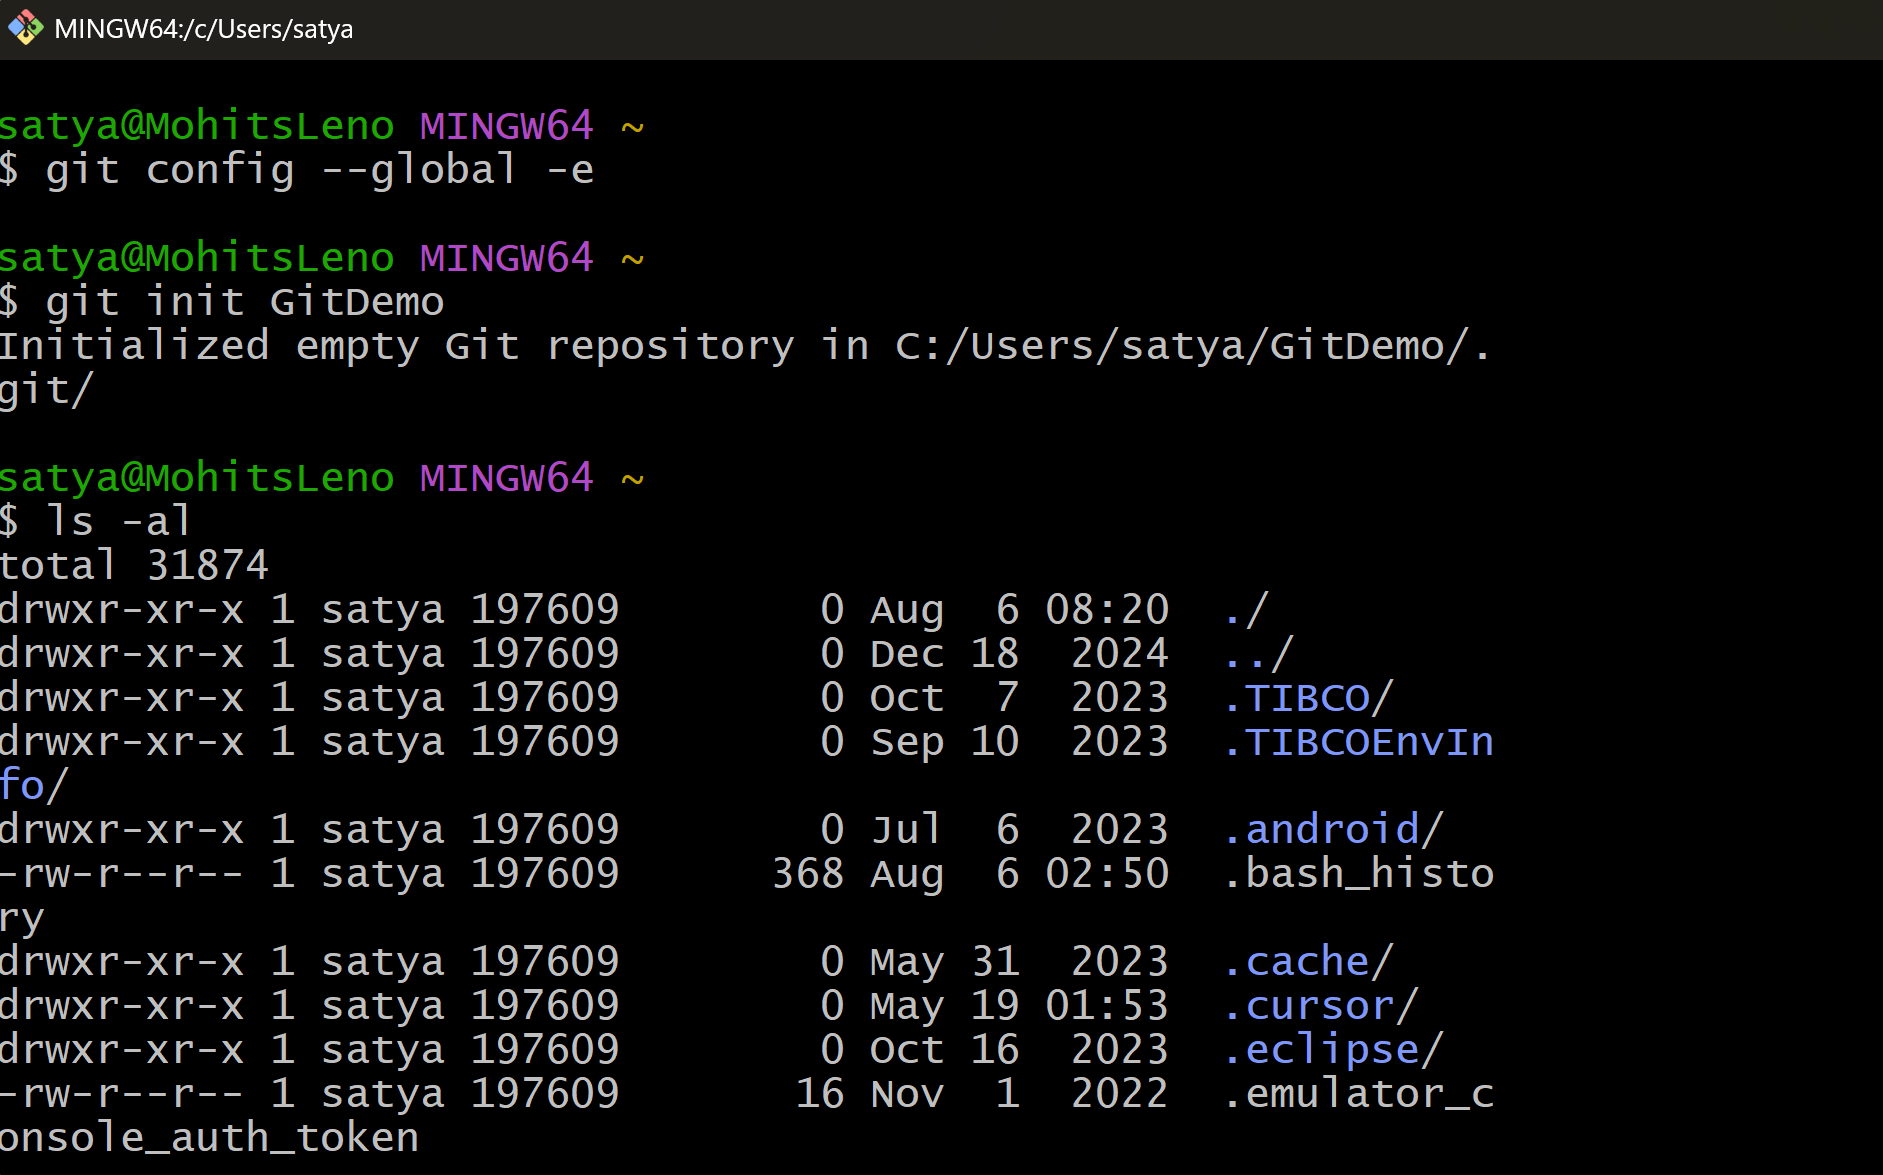 MINGW64:/c/Users/satya
satya@MohitsLeno MINGW64 ~
$ git config --global -e
satya@MohitsLeno MINGW64 ~
$ git init GitDemo
Initialized empty Git repository in C:/Users/satya/GitDemo/.
git/
satya@MohitsLeno MINGW64 ~
$ ls -al
total 31874
drwxr-xr-x 1 satya 197609        0 Aug  6 08:20  ./
drwxr-xr-x 1 satya 197609        0 Dec 18  2024  ../
drwxr-xr-x 1 satya 197609        0 Oct  7  2023  .TIBCO/
drwxr-xr-x 1 satya 197609        0 Sep 10  2023  .TIBCOEnvIn
fo/
drwxr-xr-x 1 satya 197609        0 Jul  6  2023  .android/
-rw-r--r-- 1 satya 197609      368 Aug  6 02:50  .bash_histo
ry
drwxr-xr-x 1 satya 197609        0 May 31  2023  .cache/
drwxr-xr-x 1 satya 197609        0 May 19 01:53  .cursor/
drwxr-xr-x 1 satya 197609        0 Oct 16  2023  .eclipse/
-rw-r--r-- 1 satya 197609       16 Nov  1  2022  .emulator_c
onsole_auth_token